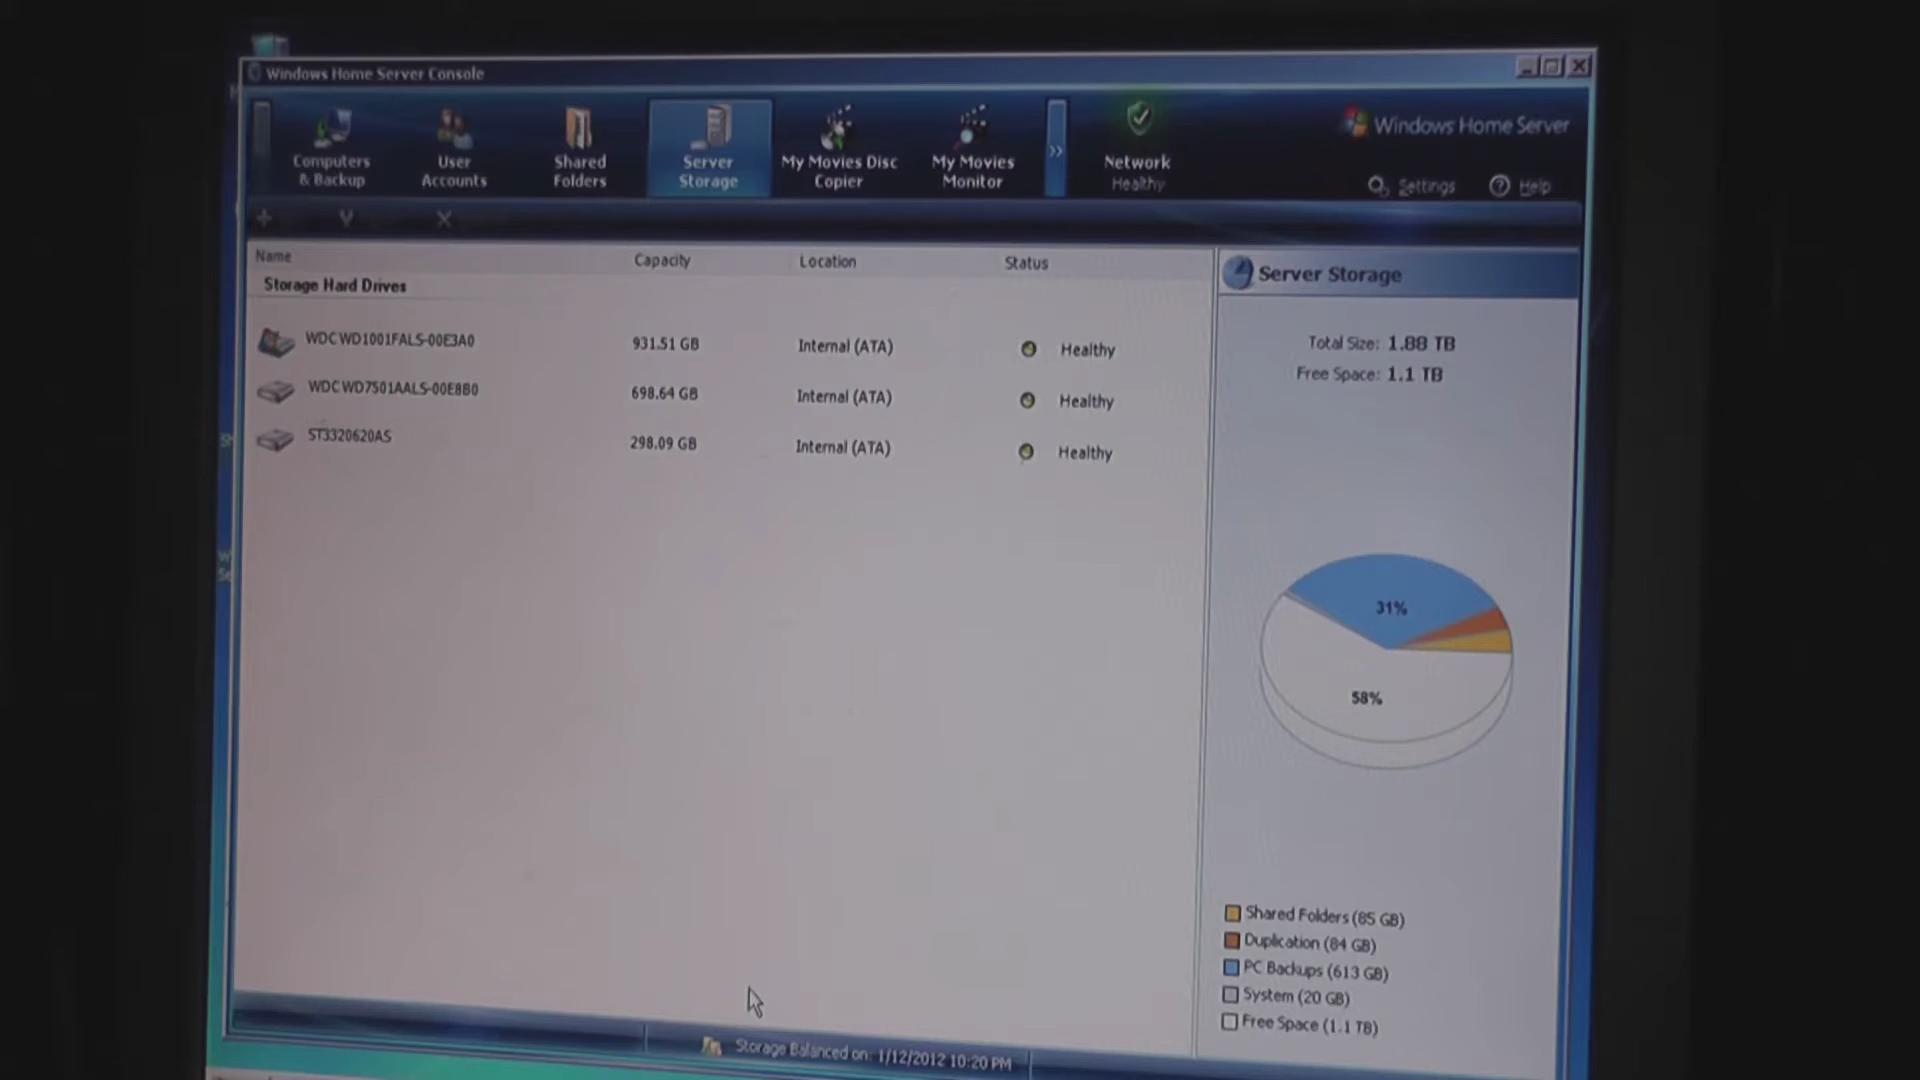 Windows Home Server Console
Computers
& Backup
User
Accounts
Shared
Folders
Server
Storage
My Movies Disc
Copier
My Movies
Monitor
Network
Healthy
Windows Home Server
Settings
Help
Name Capacity Location Status
Storage Hard Drives
WDC WD1001FALS-00E3A0 931.51 GB Internal (ATA) Healthy
WDC WD7501AALS-00E8B0 698.64 GB Internal (ATA) Healthy
ST3320620AS 298.09 GB Internal (ATA) Healthy
Server Storage
Total Size: 1.88 TB
Free Space: 1.1 TB
31%
58%
Shared Folders (85 GB)
Duplication (84 GB)
PC Backups (613 GB)
System (20 GB)
Free Space (1.1 TB)
Storage Balanced on: 1/12/2012 10:20 PM